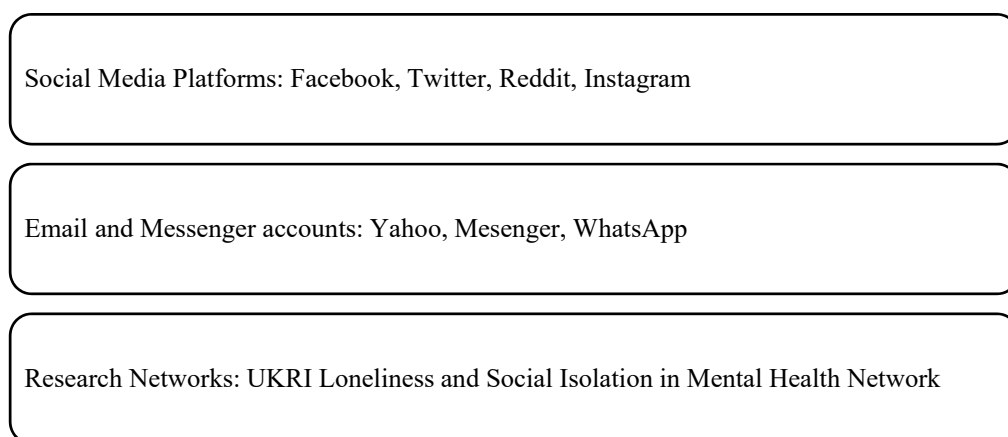 Social Media Platforms: Facebook, Twitter, Reddit, Instagram
Email and Messenger accounts: Yahoo, Mesenger, WhatsApp
Research Networks: UKRI Loneliness and Social Isolation in Mental Health Network